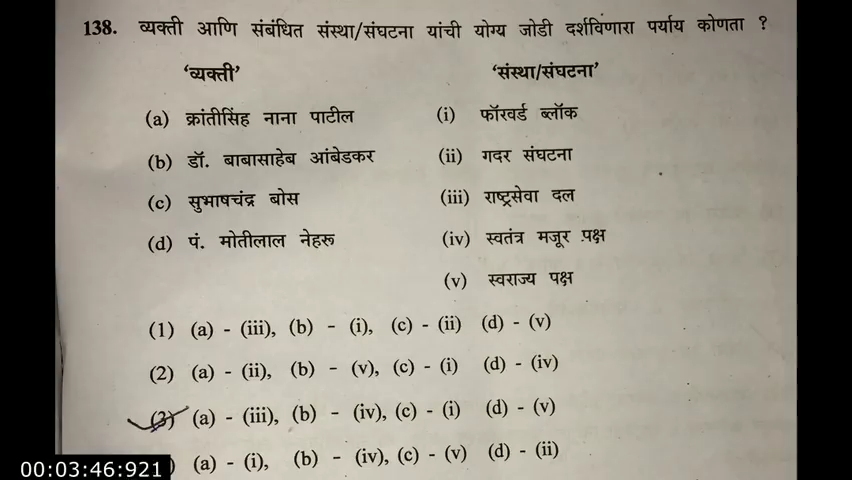 138. व्यक्ती आणि संबंधित संस्था/संघटना यांची योग्य जोडी दर्शविणारा पर्याय कोणता ?
‘व्यक्ती’ ‘संस्था/संघटना’
(a) क्रांतीसिंह नाना पाटील (i) फॉरवर्ड ब्लॉक
(b) डॉ. बाबासाहेब आंबेडकर (ii) गदर संघटना
(c) सुभाषचंद्र बोस (iii) राष्ट्रसेवा दल
(d) पं. मोतीलाल नेहरू (iv) स्वतंत्र मजूर पक्ष
(v) स्वराज्य पक्ष
(1) (a) - (iii), (b) - (i), (c) - (ii) (d) - (v)
(2) (a) - (ii), (b) - (v), (c) - (i) (d) - (iv)
(3) (a) - (iii), (b) - (iv), (c) - (i) (d) - (v)
) (a) - (i), (b) - (iv), (c) - (v) (d) - (ii)
00:03:46:921